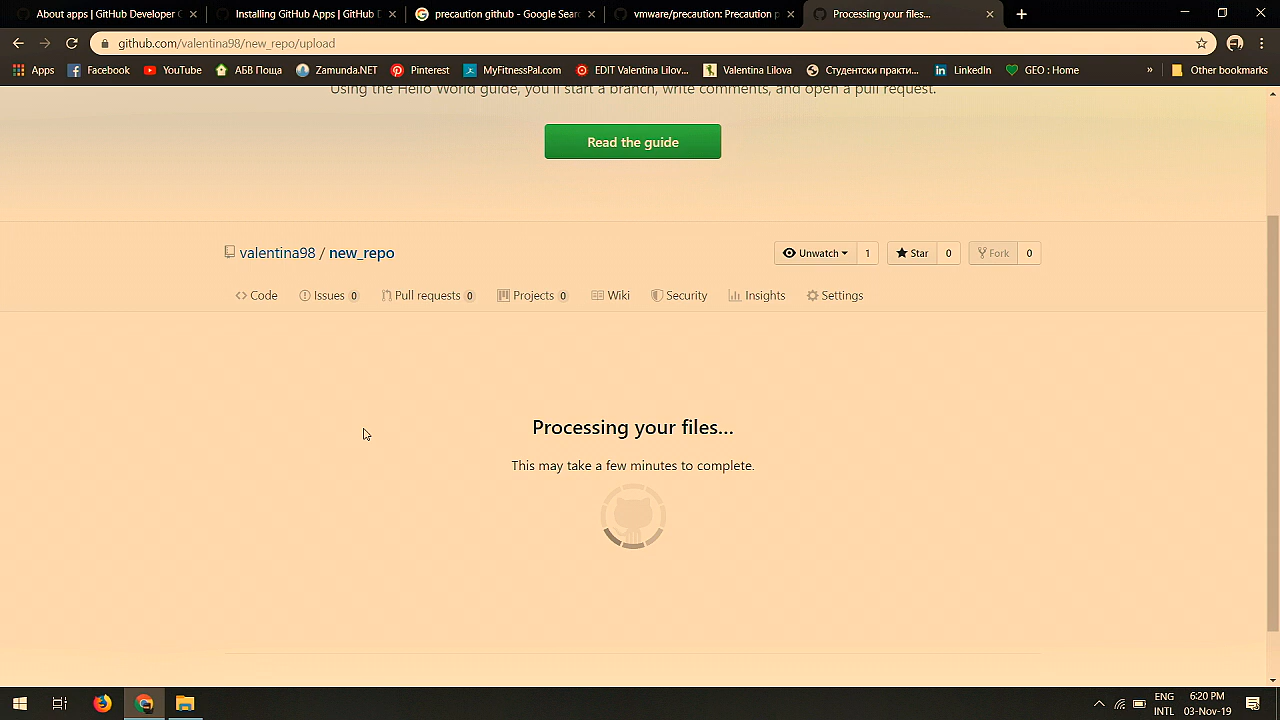 About apps | GitHub Developer G
Installing GitHub Apps | GitHub D
precaution github - Google Sear
vmware/precaution: Precaution p
Processing your files...
github.com/valentina98/new_repo/upload
Apps
Facebook
YouTube
АБВ Поща
Zamunda.NET
Pinterest
MyFitnessPal.com
EDIT Valentina Lilov...
Valentina Lilova
Студентски практи...
LinkedIn
GEO : Home
»
Other bookmarks
Using the Hello World guide, you'll start a branch, write comments, and open a pull request.
Read the guide
valentina98 / new_repo
Unwatch 1
Star 0
Fork 0
Code
Issues 0
Pull requests 0
Projects 0
Wiki
Security
Insights
Settings
Processing your files...
This may take a few minutes to complete.
ENG
INTL
6:20 PM
03-Nov-19